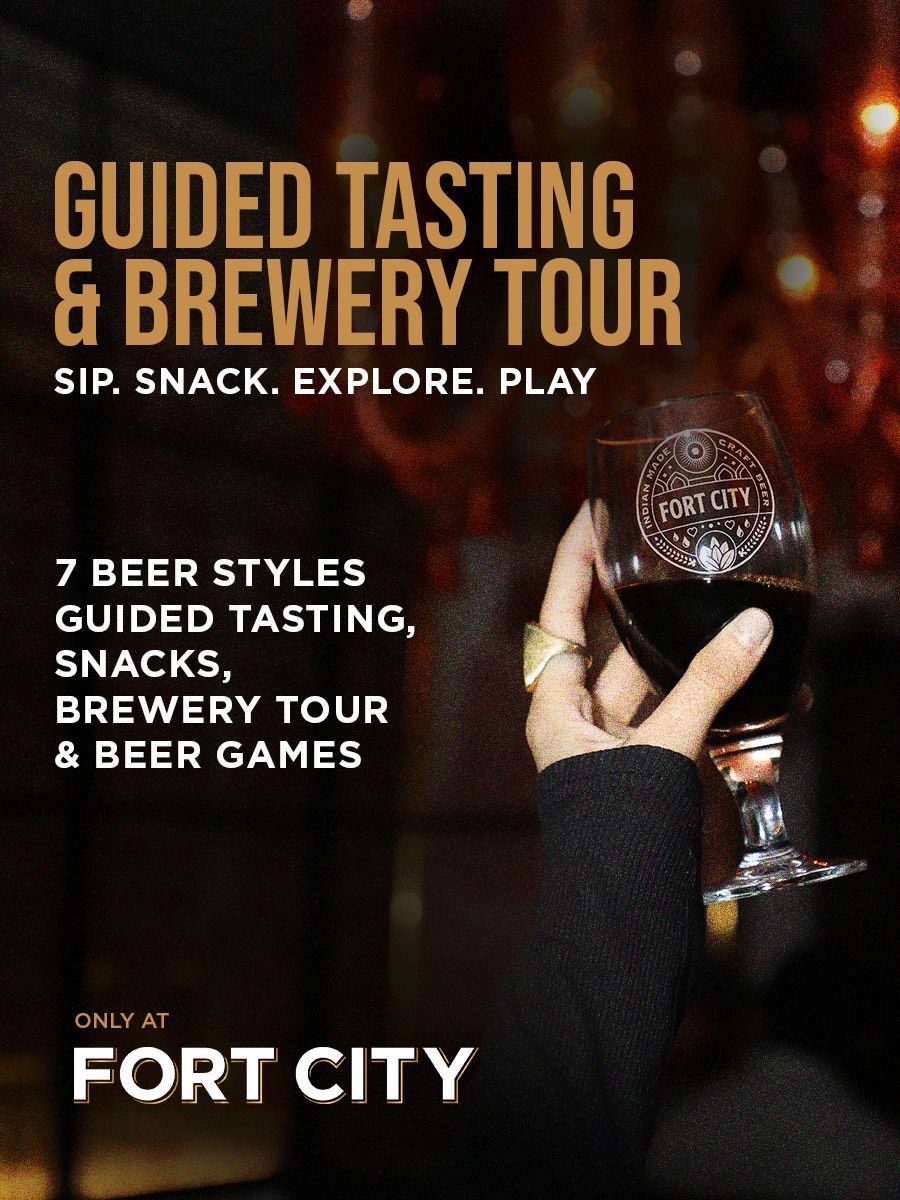 GUIDED TASTING
& BREWERY TOUR
SIP. SNACK. EXPLORE. PLAY
INDIAN MADE CRAFT BEER
FORT CITY
7 BEER STYLES
GUIDED TASTING,
SNACKS,
BREWERY TOUR
& BEER GAMES
ONLY AT
FORT CITY